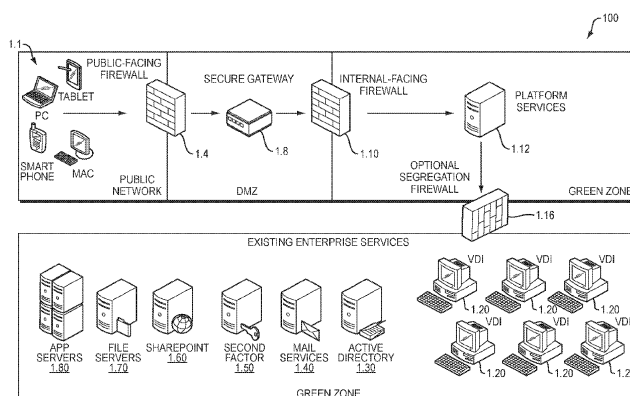 100
1.1
PUBLIC-FACING
FIREWALL
SECURE GATEWAY
INTERNAL-FACING
FIREWALL
PLATFORM
SERVICES
TABLET
PC
SMART
PHONE
MAC
1.4
1.8
1.10
1.12
OPTIONAL
SEGREGATION
FIREWALL
PUBLIC
NETWORK
DMZ
GREEN ZONE
1.16
EXISTING ENTERPRISE SERVICES
VDi
VDi
VDi
1.20
1.20
1.20
VDi
VDi
VDi
1.20
1.20
APP
SERVERS
1.80
FILE
SERVERS
1.70
SHAREPOINT
1.60
SECOND
FACTOR
1.50
MAIL
SERVICES
1.40
ACTIVE
DIRECTORY
1.30
GREEN ZONE